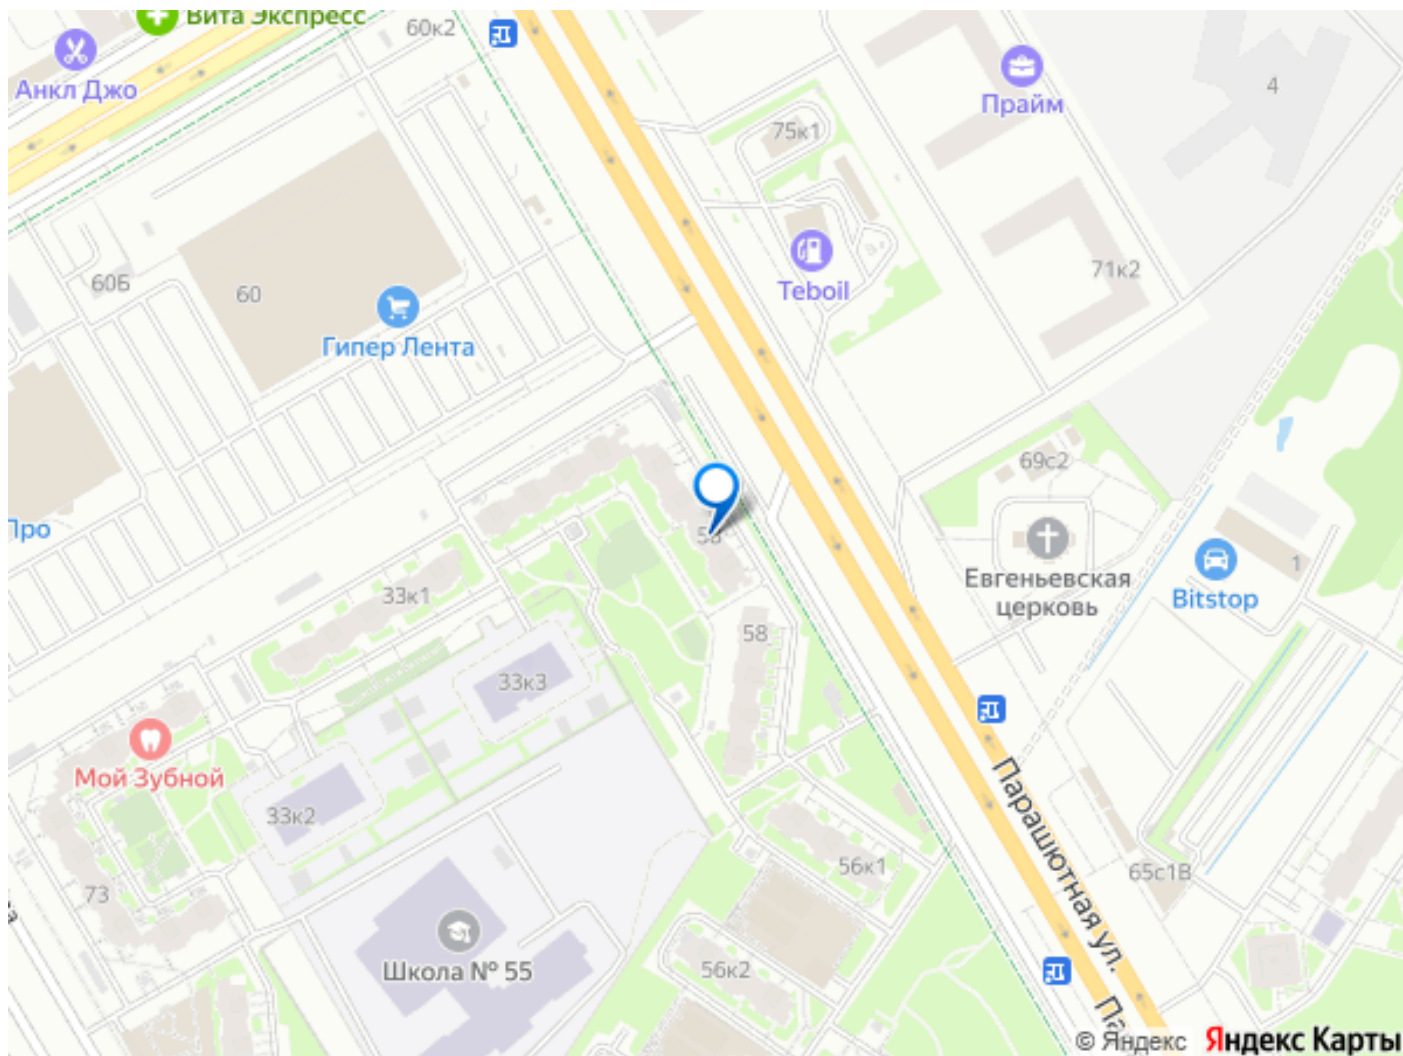 Вита Экспресс
60к2
Анкл Джо
Прайм
4
75к1
60Б
60
Teboil
71к2
Гипер Лента
69с2
Про
58
33к1
Евгеньевская
церковь
Bitstop
1
58
33к3
Мой Зубной
33к2
Парашютная ул.
56к1
65с1В
73
Школа № 55
56к2
Па
© Яндекс Яндекс Карты